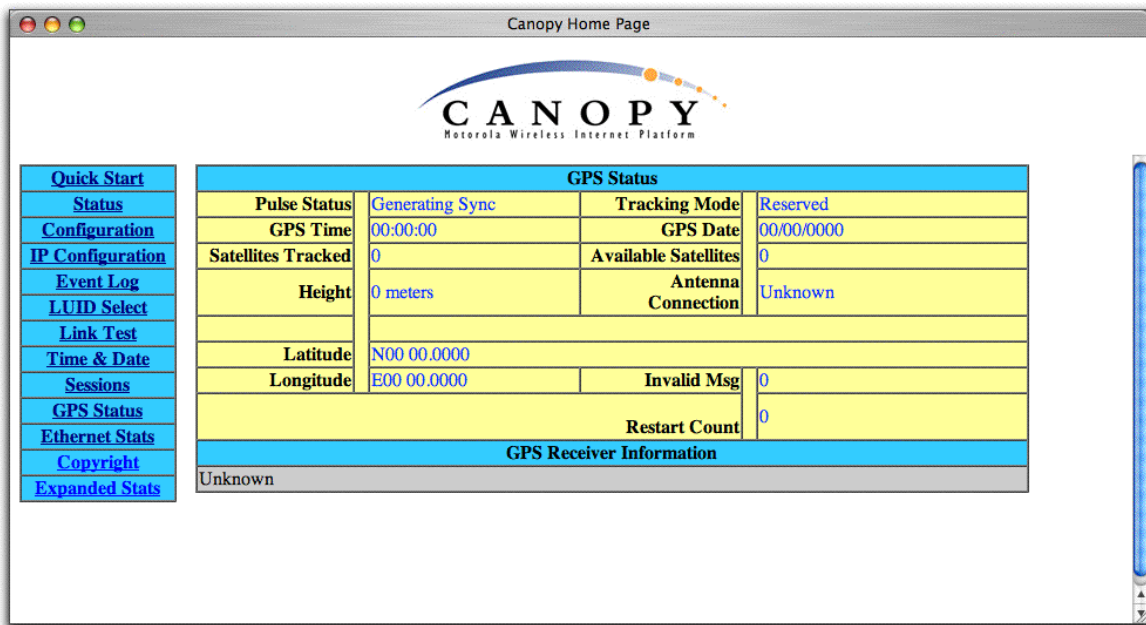 Canopy Home Page
CANOPY
Motorola Wireless Internet Platform
Quick Start
Status
Configuration
IP Configuration
Event Log
LUID Select
Link Test
Time & Date
Sessions
GPS Status
Ethernet Stats
Copyright
Expanded Stats
GPS Status
Pulse Status Generating Sync Tracking Mode Reserved
GPS Time 00:00:00 GPS Date 00/00/0000
Satellites Tracked 0 Available Satellites 0
Height 0 meters Antenna Connection Unknown
Latitude N00 00.0000
Longitude E00 00.0000 Invalid Msg 0
Restart Count 0
GPS Receiver Information
Unknown